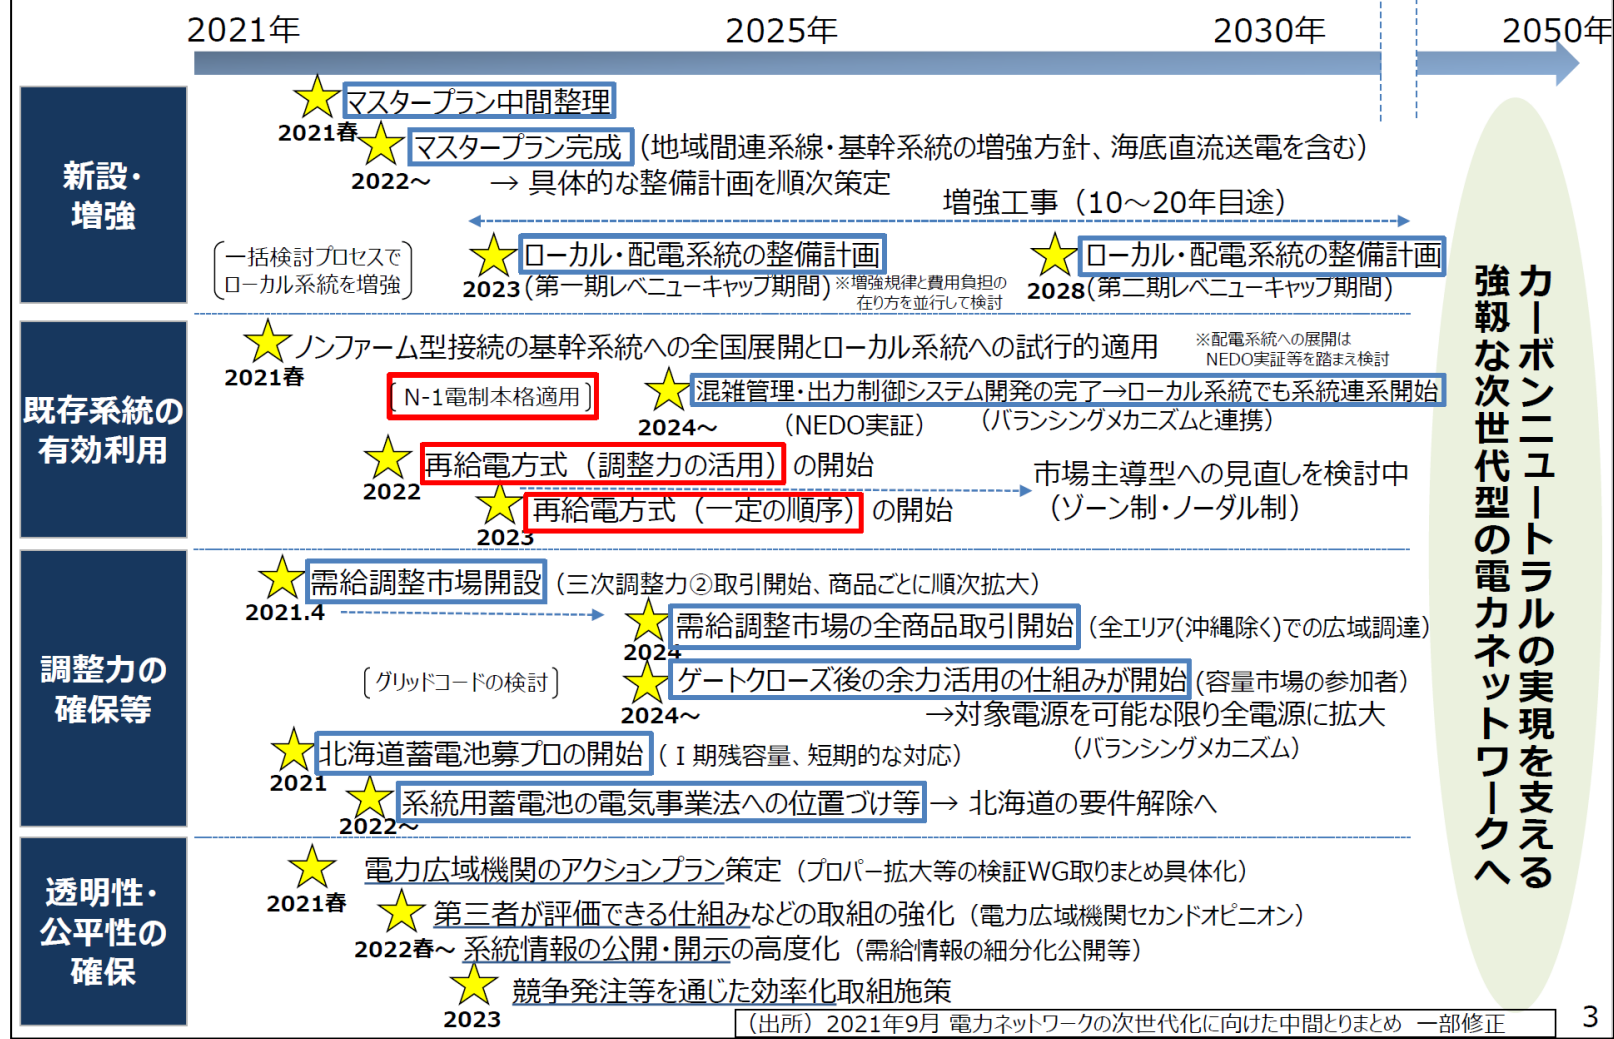 2021年
2025年
2030年
2050年
新設・
増強
マスタープラン中間整理
2021春
マスタープラン完成（地域間連系線・基幹系統の増強方針、海底直流送電を含む）
2022～
→ 具体的な整備計画を順次策定
増強工事（10～20年目途）
一括検討プロセスで
ローカル系統を増強
ローカル・配電系統の整備計画
2023（第一期レベニューキャップ期間）
※増強規律と費用負担の
在り方を並行して検討
ローカル・配電系統の整備計画
2028（第二期レベニューキャップ期間）
既存系統の
有効利用
ノンファーム型接続の基幹系統への全国展開とローカル系統への試行的適用
※配電系統への展開は
NEDO実証等を踏まえ検討
2021春
〔N-1電制本格適用〕
混雑管理・出力制御システム開発の完了→ローカル系統でも系統連系開始
2024～
（NEDO実証）
（バランシングメカニズムと連携）
再給電方式（調整力の活用）の開始
2022
再給電方式（一定の順序）の開始
2023
市場主導型への見直しを検討中
（ゾーン制・ノーダル制）
調整力の
確保等
需給調整市場開設（三次調整力②取引開始、商品ごとに順次拡大）
2021.4
需給調整市場の全商品取引開始（全エリア(沖縄除く)での広域調達）
2024
〔グリッドコードの検討〕
ゲートクローズ後の余力活用の仕組みが開始（容量市場の参加者）
2024～
→対象電源を可能な限り全電源に拡大
（バランシングメカニズム）
北海道蓄電池募プロの開始（Ⅰ期残容量、短期的な対応）
2021
系統用蓄電池の電気事業法への位置づけ等→ 北海道の要件解除へ
2022～
透明性・
公平性の
確保
電力広域機関のアクションプラン策定（プロパー拡大等の検証WG取りまとめ具体化）
2021春
第三者が評価できる仕組みなどの取組の強化（電力広域機関セカンドオピニオン）
2022春～
系統情報の公開・開示の高度化（需給情報の細分化公開等）
競争発注等を通じた効率化取組施策
2023
カーボンニュートラルの実現を支える
強靱な次世代型の電力ネットワークへ
（出所）2021年9月 電力ネットワークの次世代化に向けた中間とりまとめ 一部修正
3